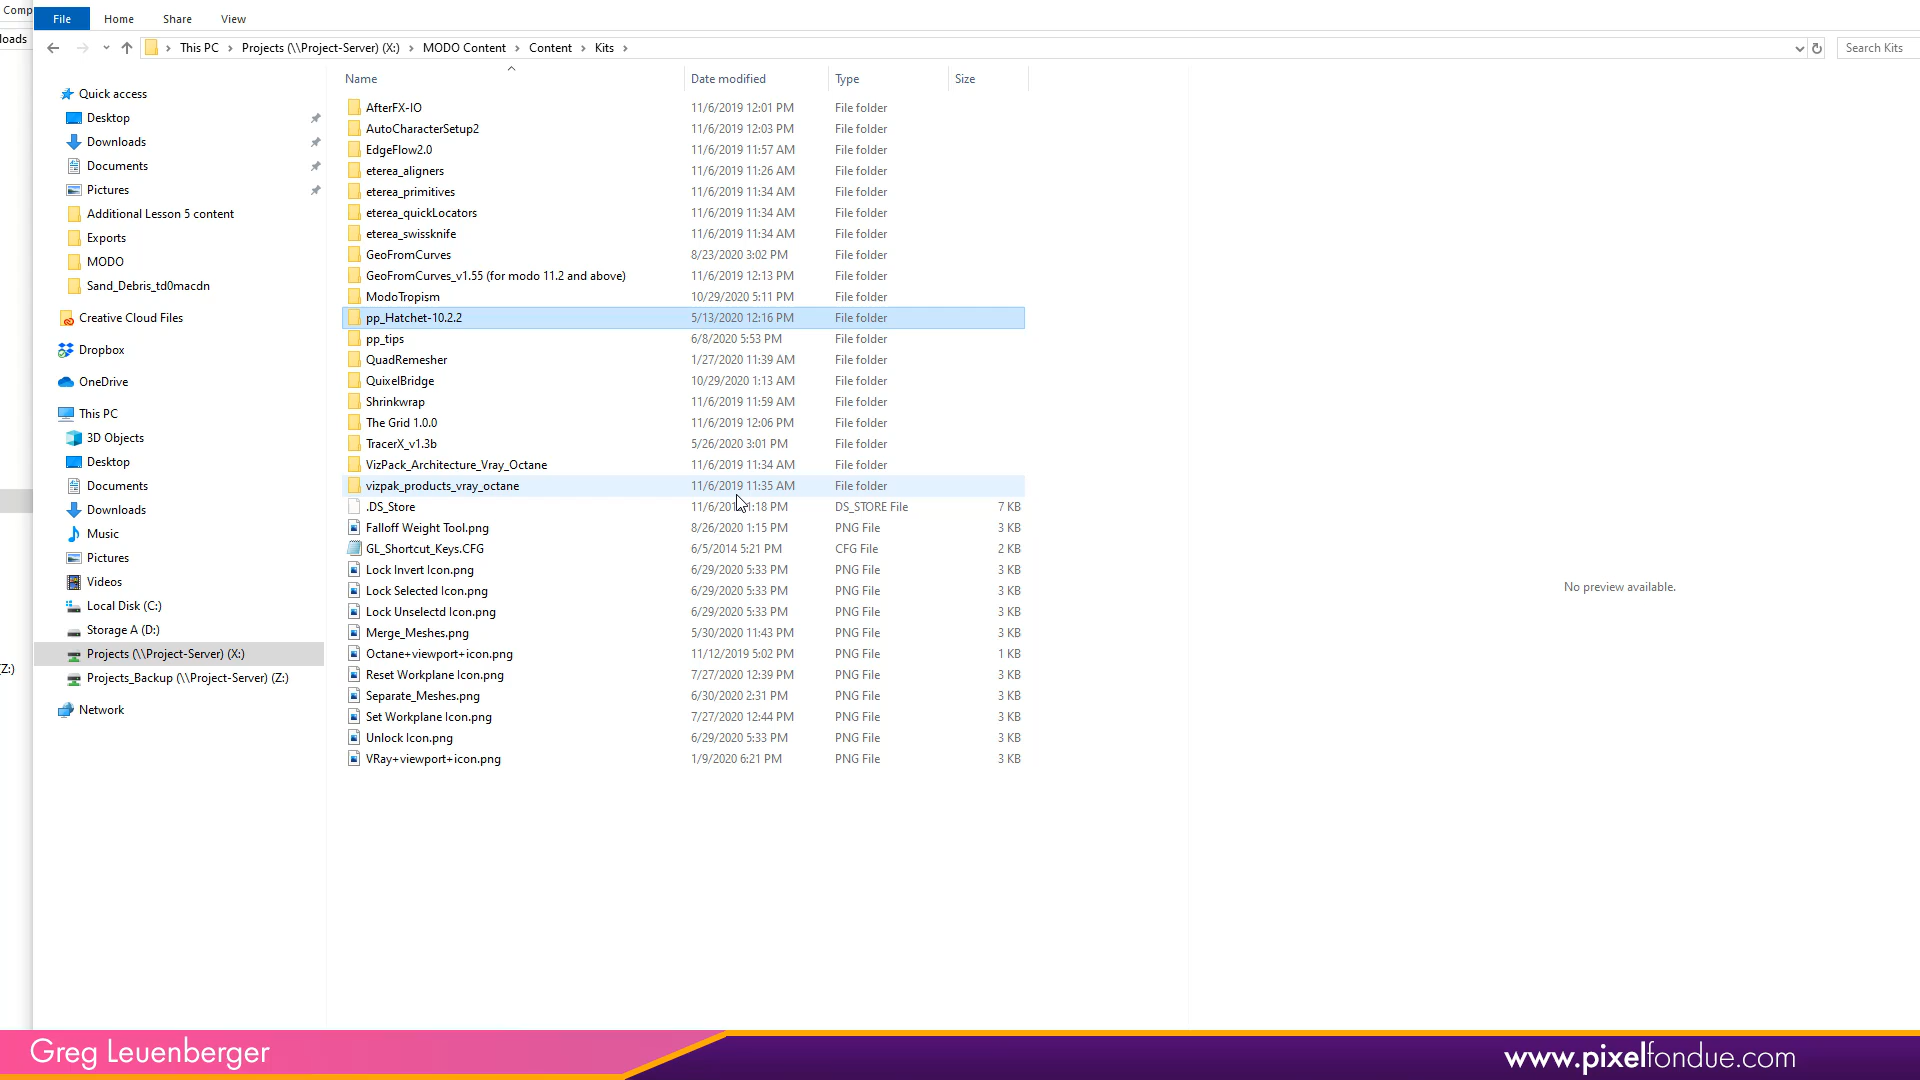 Comp
File Home Share View
loads
This PC Projects (\\Project-Server) (X:) MODO Content Content Kits Search Kits
Name Date modified Type Size
Quick access
Desktop
Downloads
Documents
Pictures
Additional Lesson 5 content
Exports
MODO
Sand_Debris_td0macdn
Creative Cloud Files
Dropbox
OneDrive
This PC
3D Objects
Desktop
Documents
Downloads
Music
Pictures
Videos
Local Disk (C:)
Storage A (D:)
Projects (\\Project-Server) (X:)
Projects_Backup (\\Project-Server) (Z:)
Network
(Z:)
AfterFX-IO 11/6/2019 12:01 PM File folder
AutoCharacterSetup2 11/6/2019 12:03 PM File folder
EdgeFlow2.0 11/6/2019 11:57 AM File folder
eterea_aligners 11/6/2019 11:26 AM File folder
eterea_primitives 11/6/2019 11:34 AM File folder
eterea_quickLocators 11/6/2019 11:34 AM File folder
eterea_swissknife 11/6/2019 11:34 AM File folder
GeoFromCurves 8/23/2020 3:02 PM File folder
GeoFromCurves_v1.55 (for modo 11.2 and above) 11/6/2019 12:13 PM File folder
ModoTropism 10/29/2020 5:11 PM File folder
pp_Hatchet-10.2.2 5/13/2020 12:16 PM File folder
pp_tips 6/8/2020 5:53 PM File folder
QuadRemesher 1/27/2020 11:39 AM File folder
QuixelBridge 10/29/2020 1:13 AM File folder
Shrinkwrap 11/6/2019 11:59 AM File folder
The Grid 1.0.0 11/6/2019 12:06 PM File folder
TracerX_v1.3b 5/26/2020 3:01 PM File folder
VizPack_Architecture_Vray_Octane 11/6/2019 11:34 AM File folder
vizpak_products_vray_octane 11/6/2019 11:35 AM File folder
.DS_Store 11/6/201 1:18 PM DS_STORE File 7 KB
Falloff Weight Tool.png 8/26/2020 1:15 PM PNG File 3 KB
GL_Shortcut_Keys.CFG 6/5/2014 5:21 PM CFG File 2 KB
Lock Invert Icon.png 6/29/2020 5:33 PM PNG File 3 KB
Lock Selected Icon.png 6/29/2020 5:33 PM PNG File 3 KB
Lock Unselectd Icon.png 6/29/2020 5:33 PM PNG File 3 KB
Merge_Meshes.png 5/30/2020 11:43 PM PNG File 3 KB
Octane+viewport+icon.png 11/12/2019 5:02 PM PNG File 1 KB
Reset Workplane Icon.png 7/27/2020 12:39 PM PNG File 3 KB
Separate_Meshes.png 6/30/2020 2:31 PM PNG File 3 KB
Set Workplane Icon.png 7/27/2020 12:44 PM PNG File 3 KB
Unlock Icon.png 6/29/2020 5:33 PM PNG File 3 KB
VRay+viewport+icon.png 1/9/2020 6:21 PM PNG File 3 KB
No preview available.
Greg Leuenberger
www.pixelfondue.com